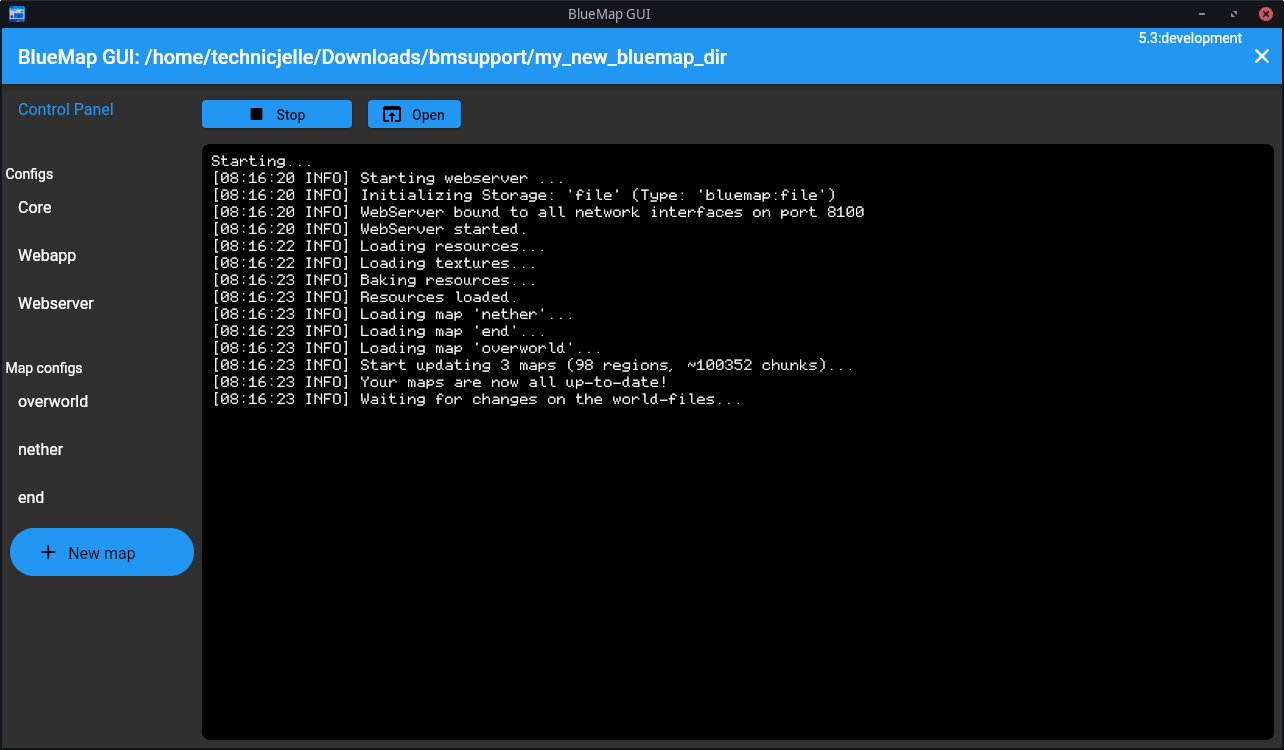 BlueMap GUI
5.3:development
BlueMap GUI: /home/technicjelle/Downloads/bmsupport/my_new_bluemap_dir
Control Panel
Stop
Open
Configs
Core
Webapp
Webserver
Map configs
overworld
nether
end
New map
Starting...
[08:16:20 INFO] Starting webserver ...
[08:16:20 INFO] Initializing Storage: 'file' (Type: 'bluemap:file')
[08:16:20 INFO] WebServer bound to all network interfaces on port 8100
[08:16:20 INFO] WebServer started.
[08:16:22 INFO] Loading resources...
[08:16:22 INFO] Loading textures...
[08:16:23 INFO] Baking resources...
[08:16:23 INFO] Resources loaded.
[08:16:23 INFO] Loading map 'nether'...
[08:16:23 INFO] Loading map 'end'...
[08:16:23 INFO] Loading map 'overworld'...
[08:16:23 INFO] Start updating 3 maps (98 regions, ~100352 chunks)...
[08:16:23 INFO] Your maps are now all up-to-date!
[08:16:23 INFO] Waiting for changes on the world-files...